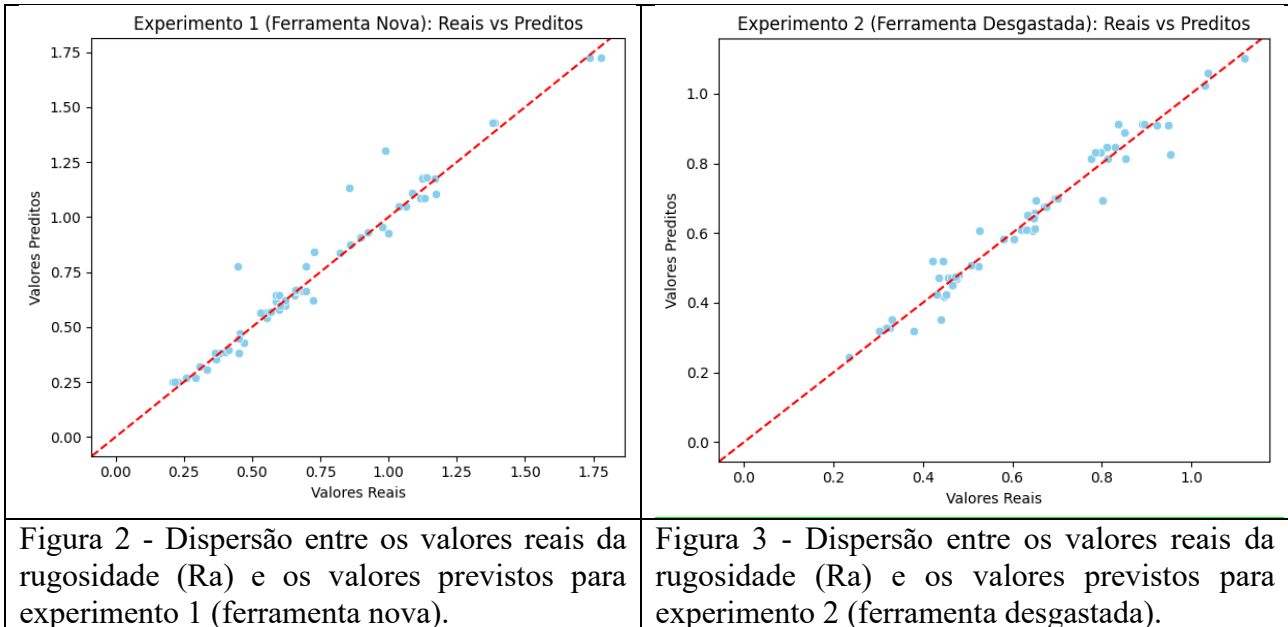 Experimento 1 (Ferramenta Nova): Reais vs Preditos
1.75
1.50
1.25
1.00
0.75
0.50
0.25
0.00
Valores Preditos
0.00 0.25 0.50 0.75 1.00 1.25 1.50 1.75
Valores Reais
Figura 2 - Dispersão entre os valores reais da
rugosidade (Ra) e os valores previstos para
experimento 1 (ferramenta nova).
Experimento 2 (Ferramenta Desgastada): Reais vs Preditos
1.0
0.8
0.6
0.4
0.2
0.0
Valores Preditos
0.0 0.2 0.4 0.6 0.8 1.0
Valores Reais
Figura 3 - Dispersão entre os valores reais da
rugosidade (Ra) e os valores previstos para
experimento 2 (ferramenta desgastada).